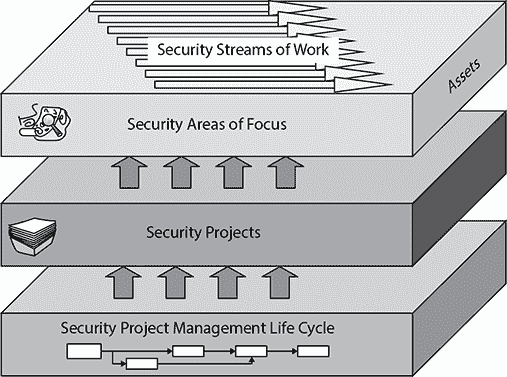 Security Streams of Work
Assets
Security Areas of Focus
Security Projects
Security Project Management Life Cycle